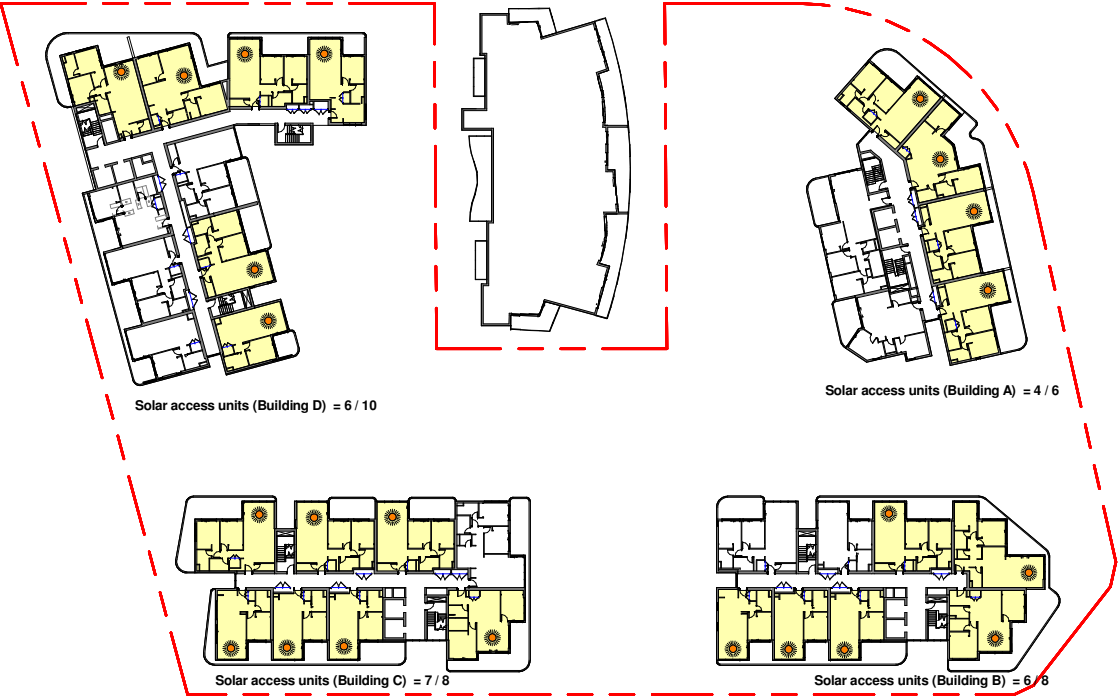 Solar access units (Building D) = 6 / 10
Solar access units (Building A) = 4 / 6
Solar access units (Building C) = 7 / 8
Solar access units (Building B) = 6 / 8